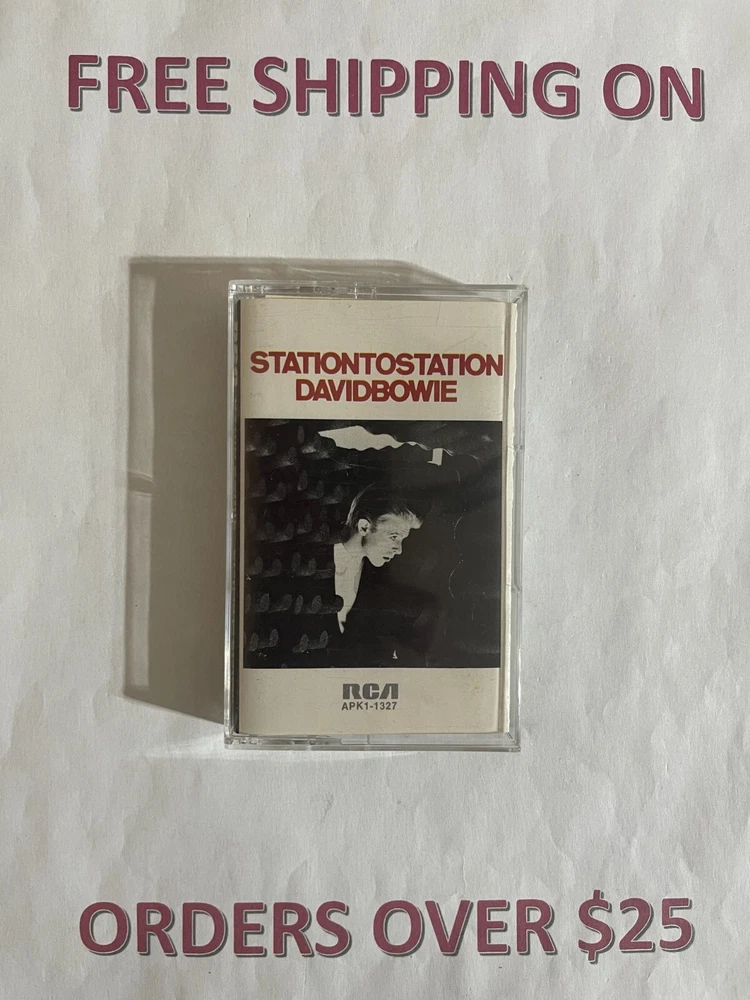 FREE SHIPPING ON
STATIONTOSTATION
DAVIDBOWIE
RCA
APK1-1327
ORDERS OVER $25